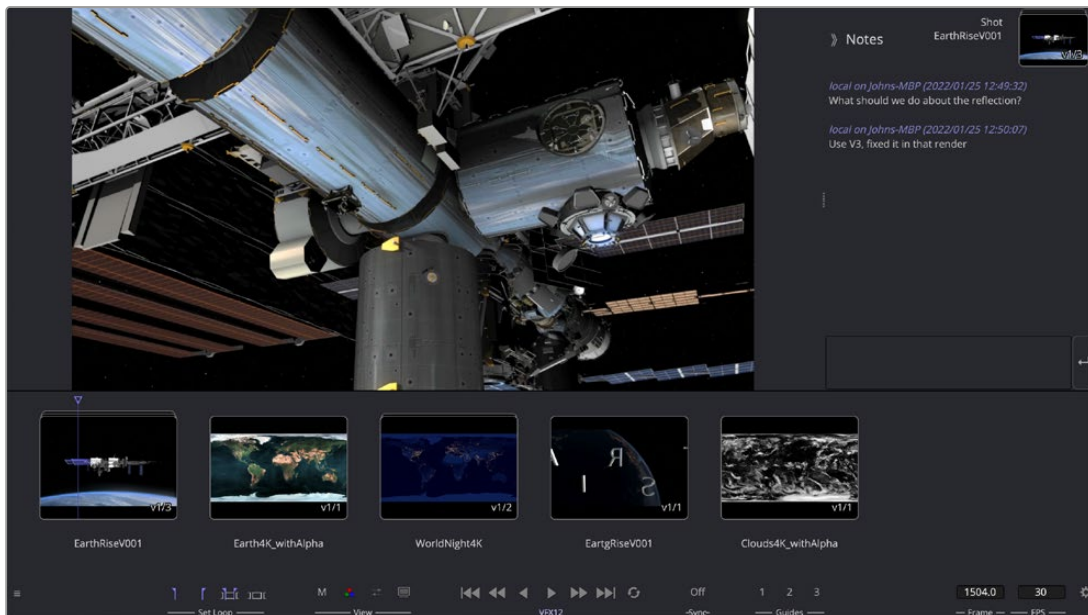 Shot
EarthRiseV001
》 Notes
v1/3
local on Johns-MBP (2022/01/25 12:49:32)
What should we do about the reflection?
local on Johns-MBP (2022/01/25 12:50:07)
Use V3, fixed it in that render
A I R S
v1/3
v1/1
v1/2
v1/1
v1/1
EarthRiseV001
Earth4K_withAlpha
WorldNight4K
EartgRiseV001
Clouds4K_withAlpha
M
Off
1 2 3
1504.0
30
Set Loop
View
VFX12
-Sync-
Guides
Frame
FPS